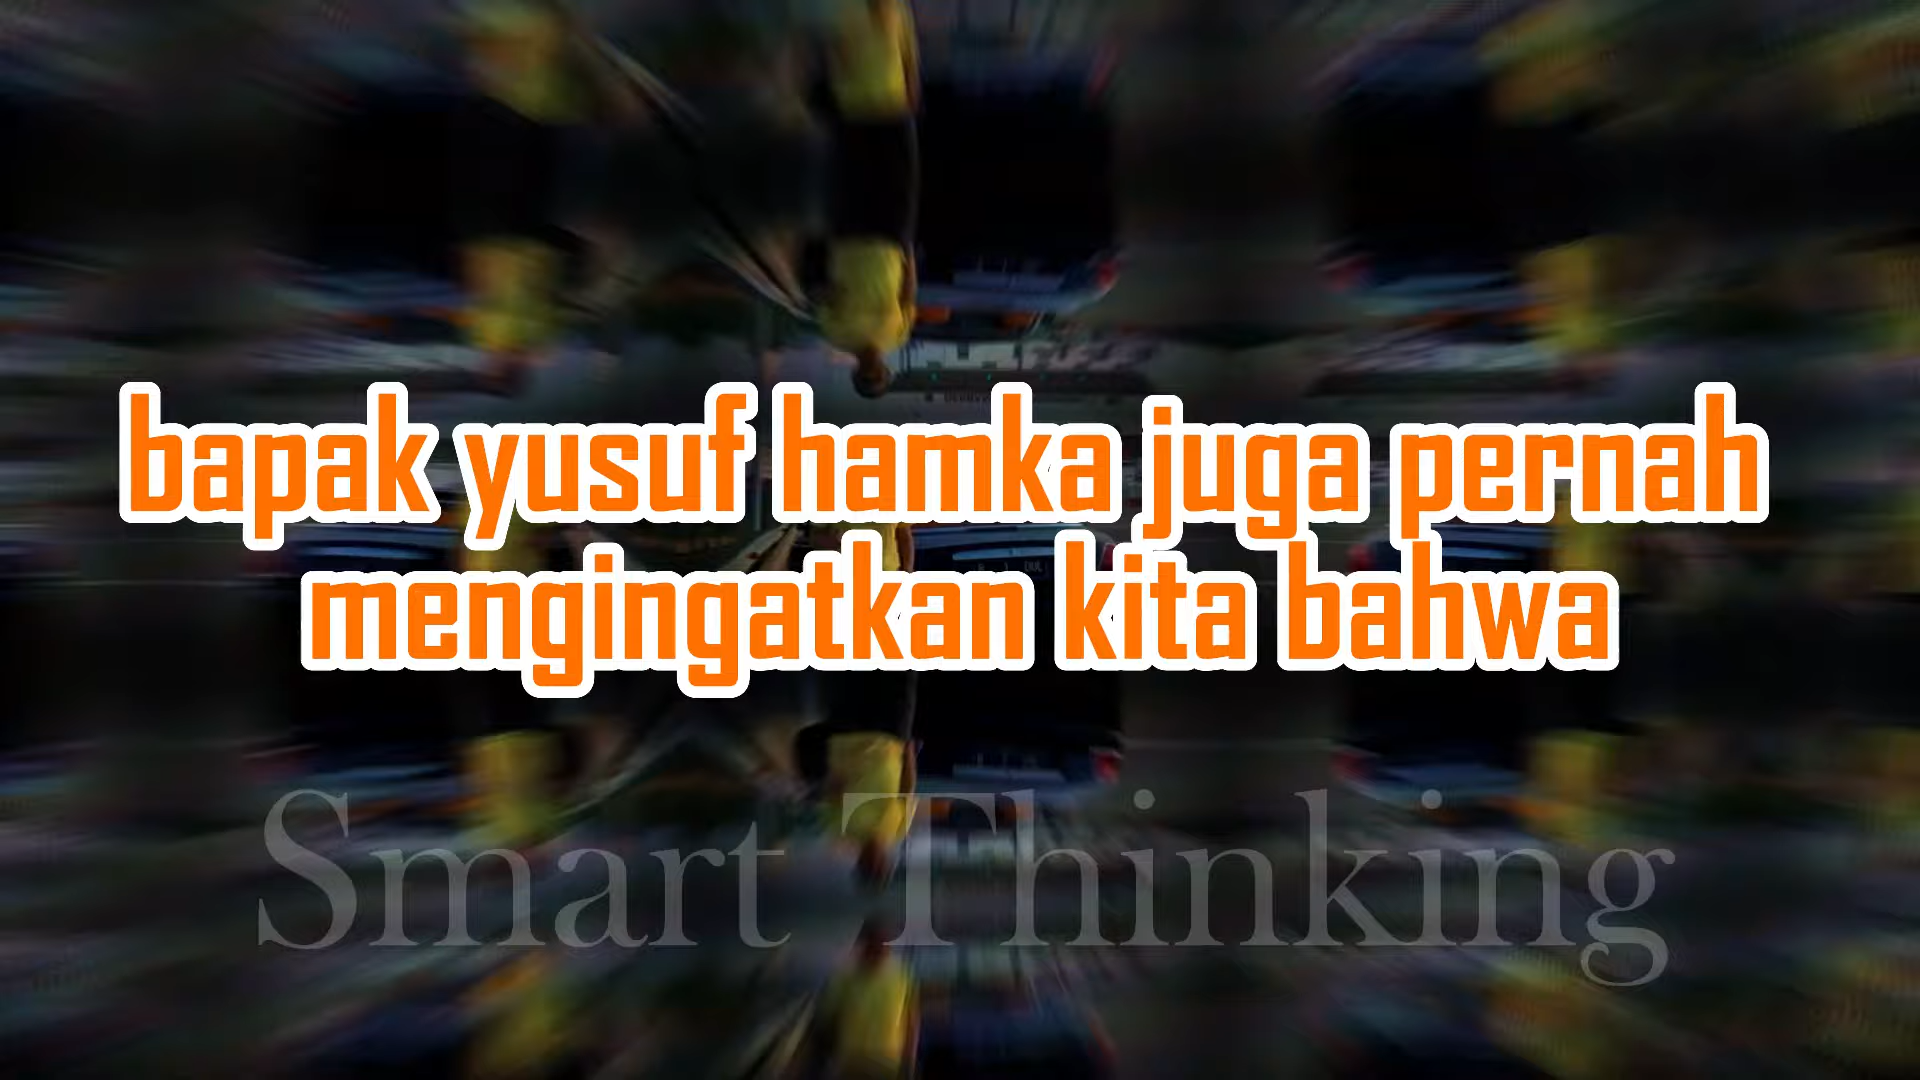 bapak yusuf hamka juga pernah
mengingatkan kita bahwa
Smart Thinking